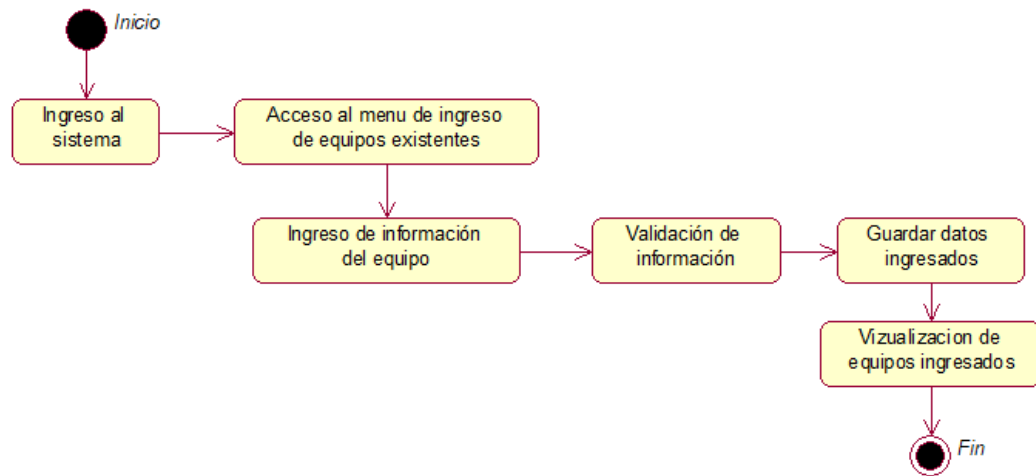 Inicio
Ingreso al
sistema
Acceso al menu de ingreso
de equipos existentes
Ingreso de información
del equipo
Validación de
información
Guardar datos
ingresados
Vizualizacion de
equipos ingresados
Fin